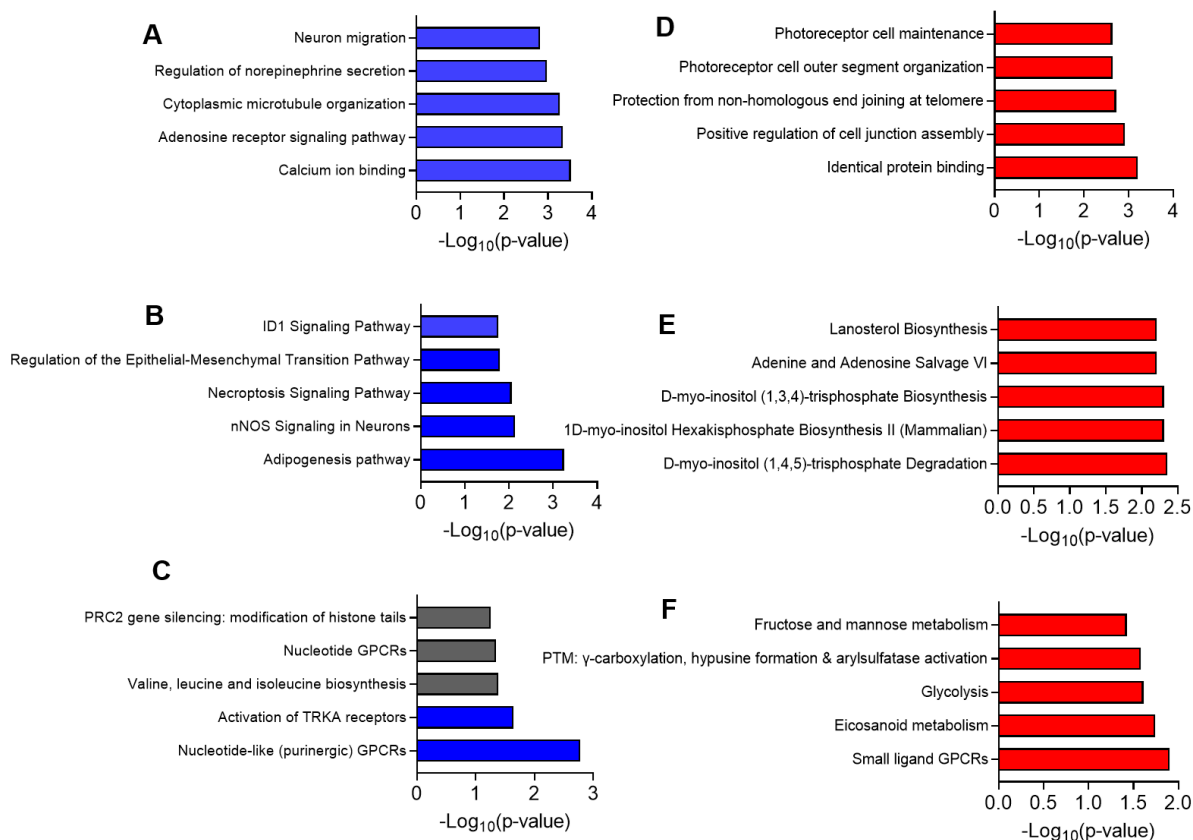 A
Neuron migration
Regulation of norepinephrine secretion
Cytoplasmic microtubule organization
Adenosine receptor signaling pathway
Calcium ion binding
0 1 2 3 4
-Log10(p-value)
B
ID1 Signaling Pathway
Regulation of the Epithelial-Mesenchymal Transition Pathway
Necroptosis Signaling Pathway
nNOS Signaling in Neurons
Adipogenesis pathway
0 1 2 3 4
-Log10(p-value)
C
PRC2 gene silencing: modification of histone tails
Nucleotide GPCRs
Valine, leucine and isoleucine biosynthesis
Activation of TRKA receptors
Nucleotide-like (purinergic) GPCRs
0 1 2 3
-Log10(p-value)
D
Photoreceptor cell maintenance
Photoreceptor cell outer segment organization
Protection from non-homologous end joining at telomere
Positive regulation of cell junction assembly
Identical protein binding
0 1 2 3 4
-Log10(p-value)
E
Lanosterol Biosynthesis
Adenine and Adenosine Salvage VI
D-myo-inositol (1,3,4)-trisphosphate Biosynthesis
1D-myo-inositol Hexakisphosphate Biosynthesis II (Mammalian)
D-myo-inositol (1,4,5)-trisphosphate Degradation
0.0 0.5 1.0 1.5 2.0 2.5
-Log10(p-value)
F
Fructose and mannose metabolism
PTM: γ-carboxylation, hypusine formation & arylsulfatase activation
Glycolysis
Eicosanoid metabolism
Small ligand GPCRs
0.0 0.5 1.0 1.5 2.0
-Log10(p-value)